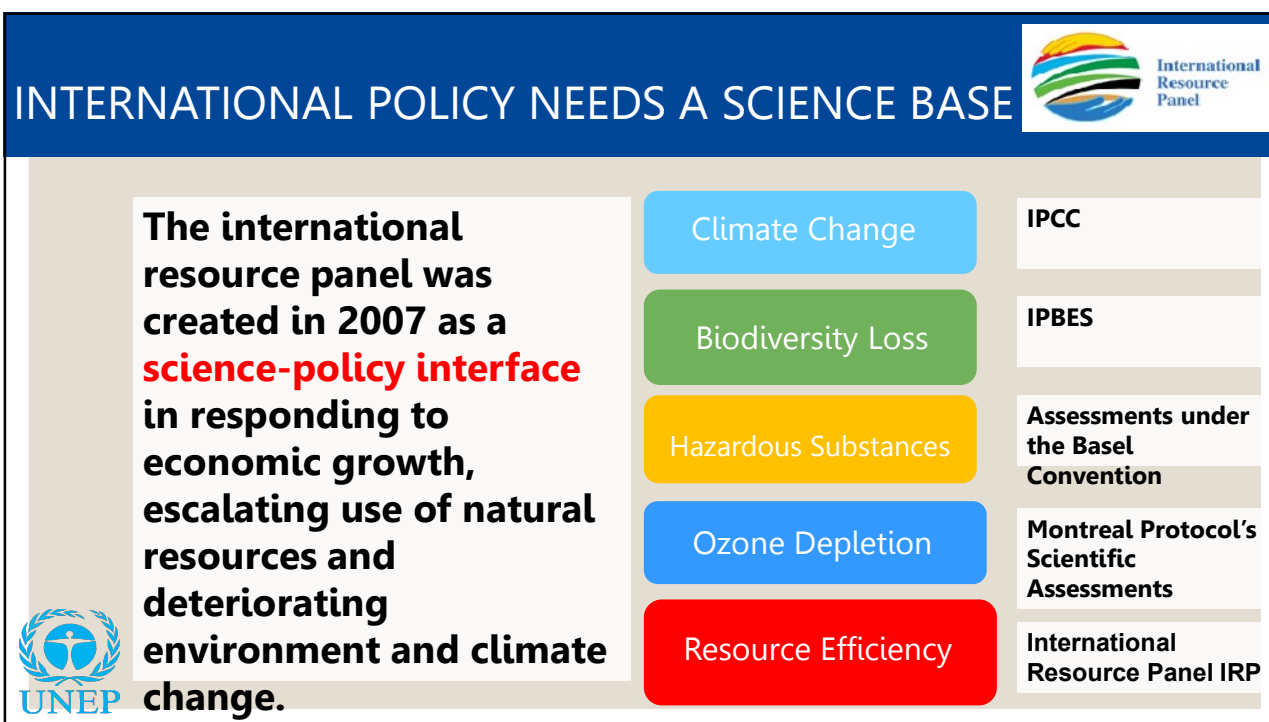 INTERNATIONAL POLICY NEEDS A SCIENCE BASE
International
Resource
Panel
The international
resource panel was
created in 2007 as a
science-policy interface
in responding to
economic growth,
escalating use of natural
resources and
deteriorating
environment and climate
change.
Climate Change
IPCC
Biodiversity Loss
IPBES
Hazardous Substances
Assessments under
the Basel
Convention
Ozone Depletion
Montreal Protocol's
Scientific
Assessments
Resource Efficiency
International
Resource Panel IRP
UNEP